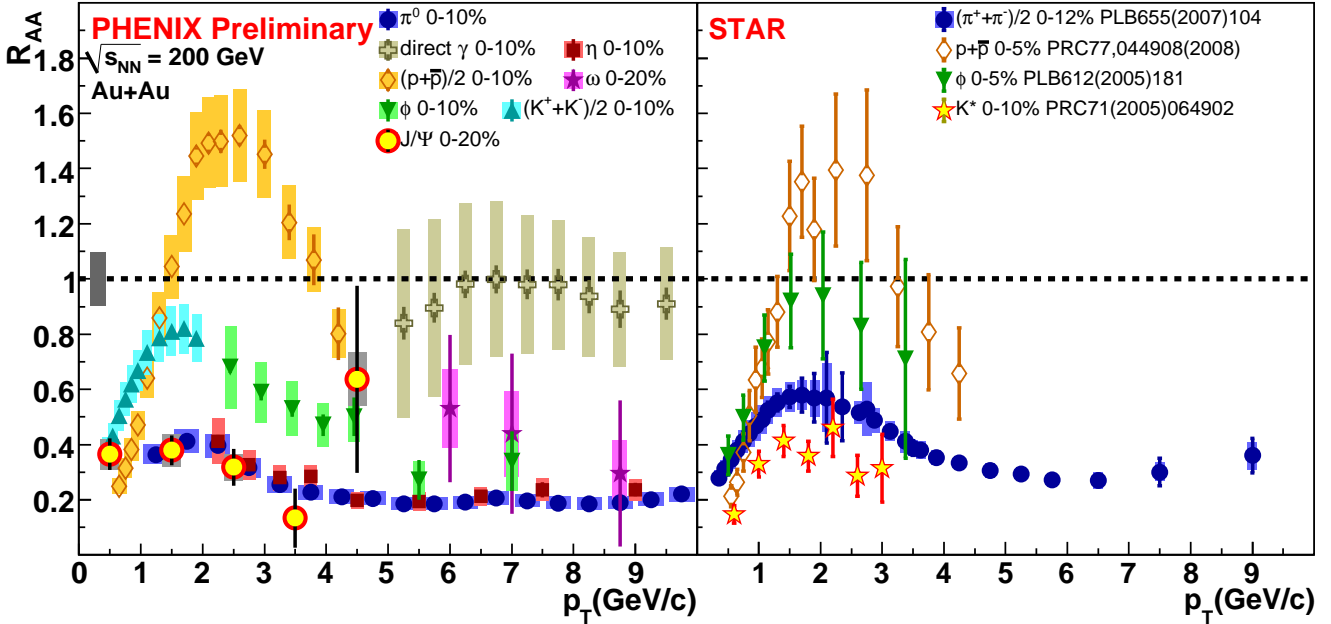 R_AA
PHENIX Preliminary
√s_NN = 200 GeV
Au+Au
π⁰ 0-10%
direct γ 0-10%
η 0-10%
(p+p̅)/2 0-10%
ω 0-20%
ϕ 0-10%
(K⁺+K⁻)/2 0-10%
J/Ψ 0-20%
1.8
1.6
1.4
1.2
1
0.8
0.6
0.4
0.2
0 1 2 3 4 5 6 7 8 9
p_T(GeV/c)
STAR
(π⁺+π⁻)/2 0-12% PLB655(2007)104
p+p̅ 0-5% PRC77,044908(2008)
ϕ 0-5% PLB612(2005)181
K* 0-10% PRC71(2005)064902
1 2 3 4 5 6 7 8 9
p_T(GeV/c)